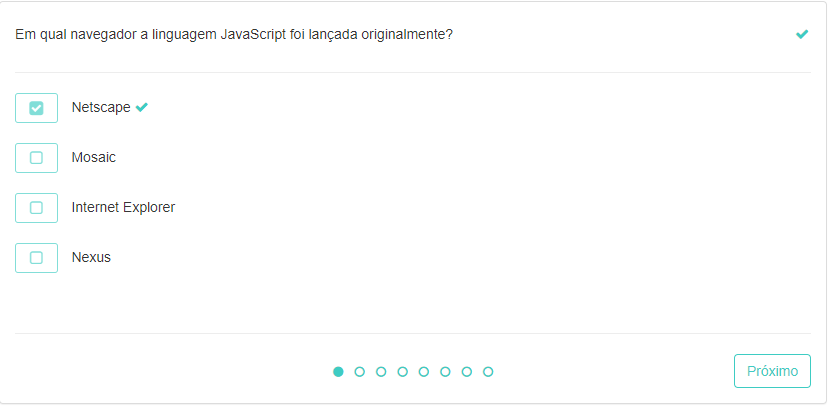 Em qual navegador a linguagem JavaScript foi lançada originalmente?
Netscape
Mosaic
Internet Explorer
Nexus
Próximo